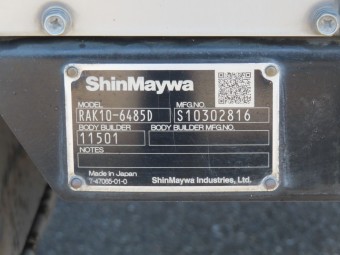 ShinMaywa
MODEL MFG.NO.
RAK10-6485D S10302816
BODY BUILDER BODY BUILDER MFG.NO.
11501
NOTES
Made in Japan
T-47065-01-0 ShinMaywa Industries, Ltd.